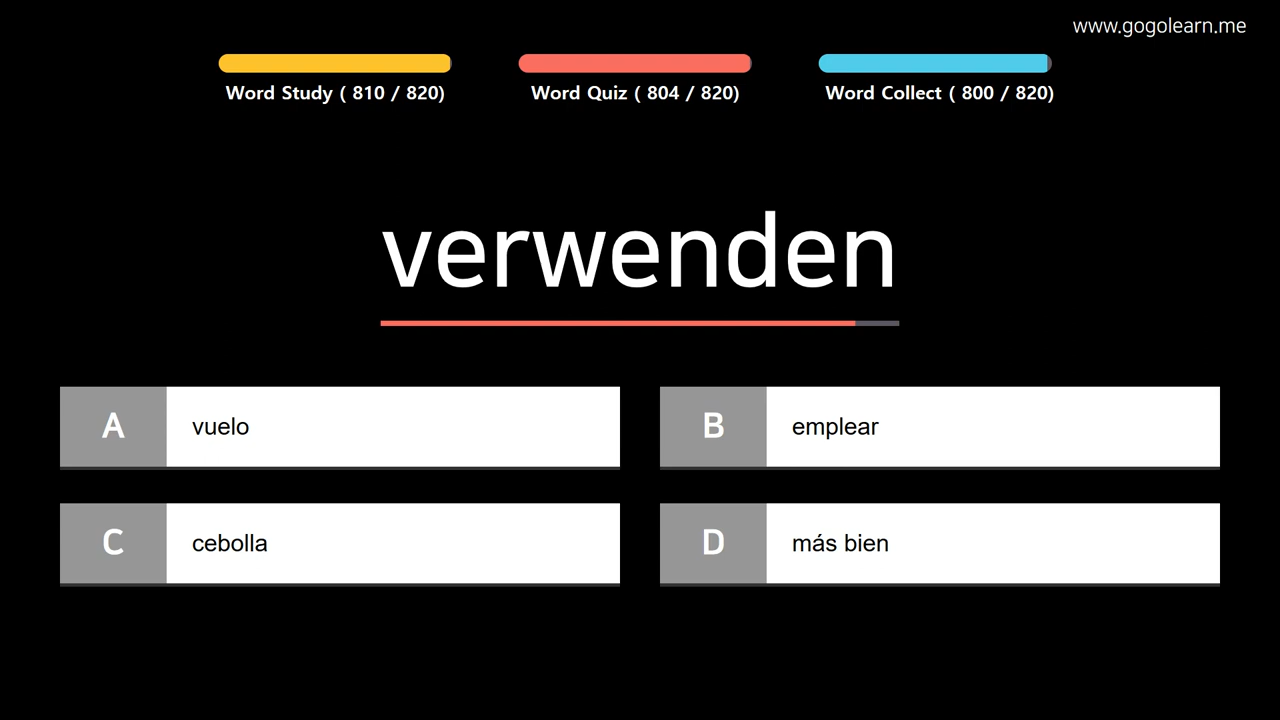 www.gogolearn.me
Word Study ( 810 / 820)
Word Quiz ( 804 / 820)
Word Collect ( 800 / 820)
verwenden
A
vuelo
B
emplear
C
cebolla
D
más bien